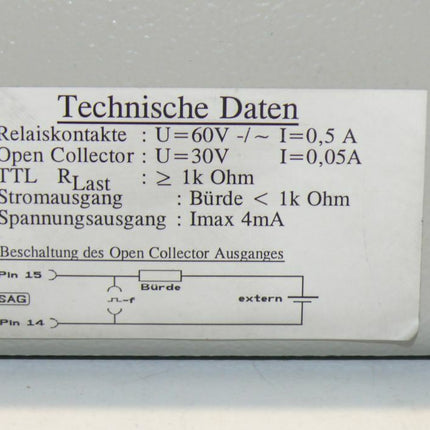 Technische Daten
Relaiskontakte : U=60V -/~ I=0,5 A
Open Collector : U=30V I=0,05A
TTL RLast : ≥ 1k Ohm
Stromausgang : Bürde < 1k Ohm
Spannungsausgang : Imax 4mA
Beschaltung des Open Collector Ausganges
Pin 15
Bürde
SAG
f
extern
Pin 14